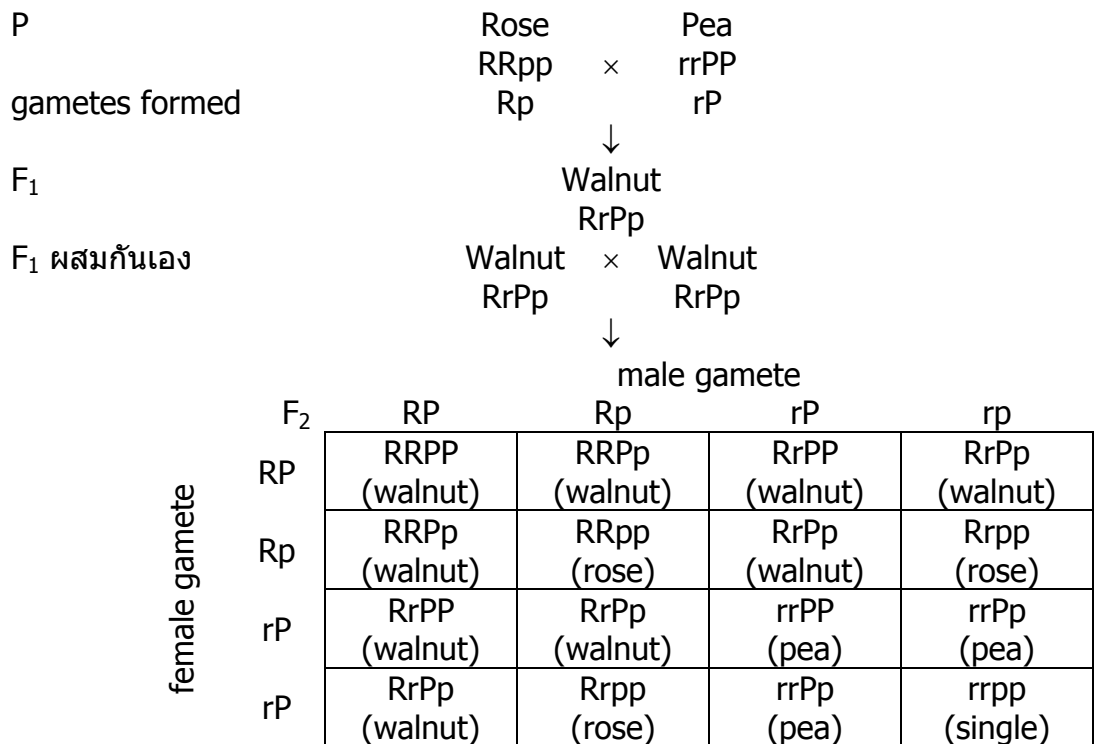 P Rose Pea
RRpp × rrPP
gametes formed Rp rP
↓
F₁ Walnut
RrPp
F₁ ผสมกันเอง Walnut × Walnut
RrPp RrPp
↓
male gamete
F₂ RP Rp rP rp
female gamete
RP RRPP RRPp RrPP RrPp
(walnut) (walnut) (walnut) (walnut)
Rp RRPp RRpp RrPp Rrpp
(walnut) (rose) (walnut) (rose)
rP RrPP RrPp rrPP rrPp
(walnut) (walnut) (pea) (pea)
rP RrPp Rrpp rrPp rrpp
(walnut) (rose) (pea) (single)